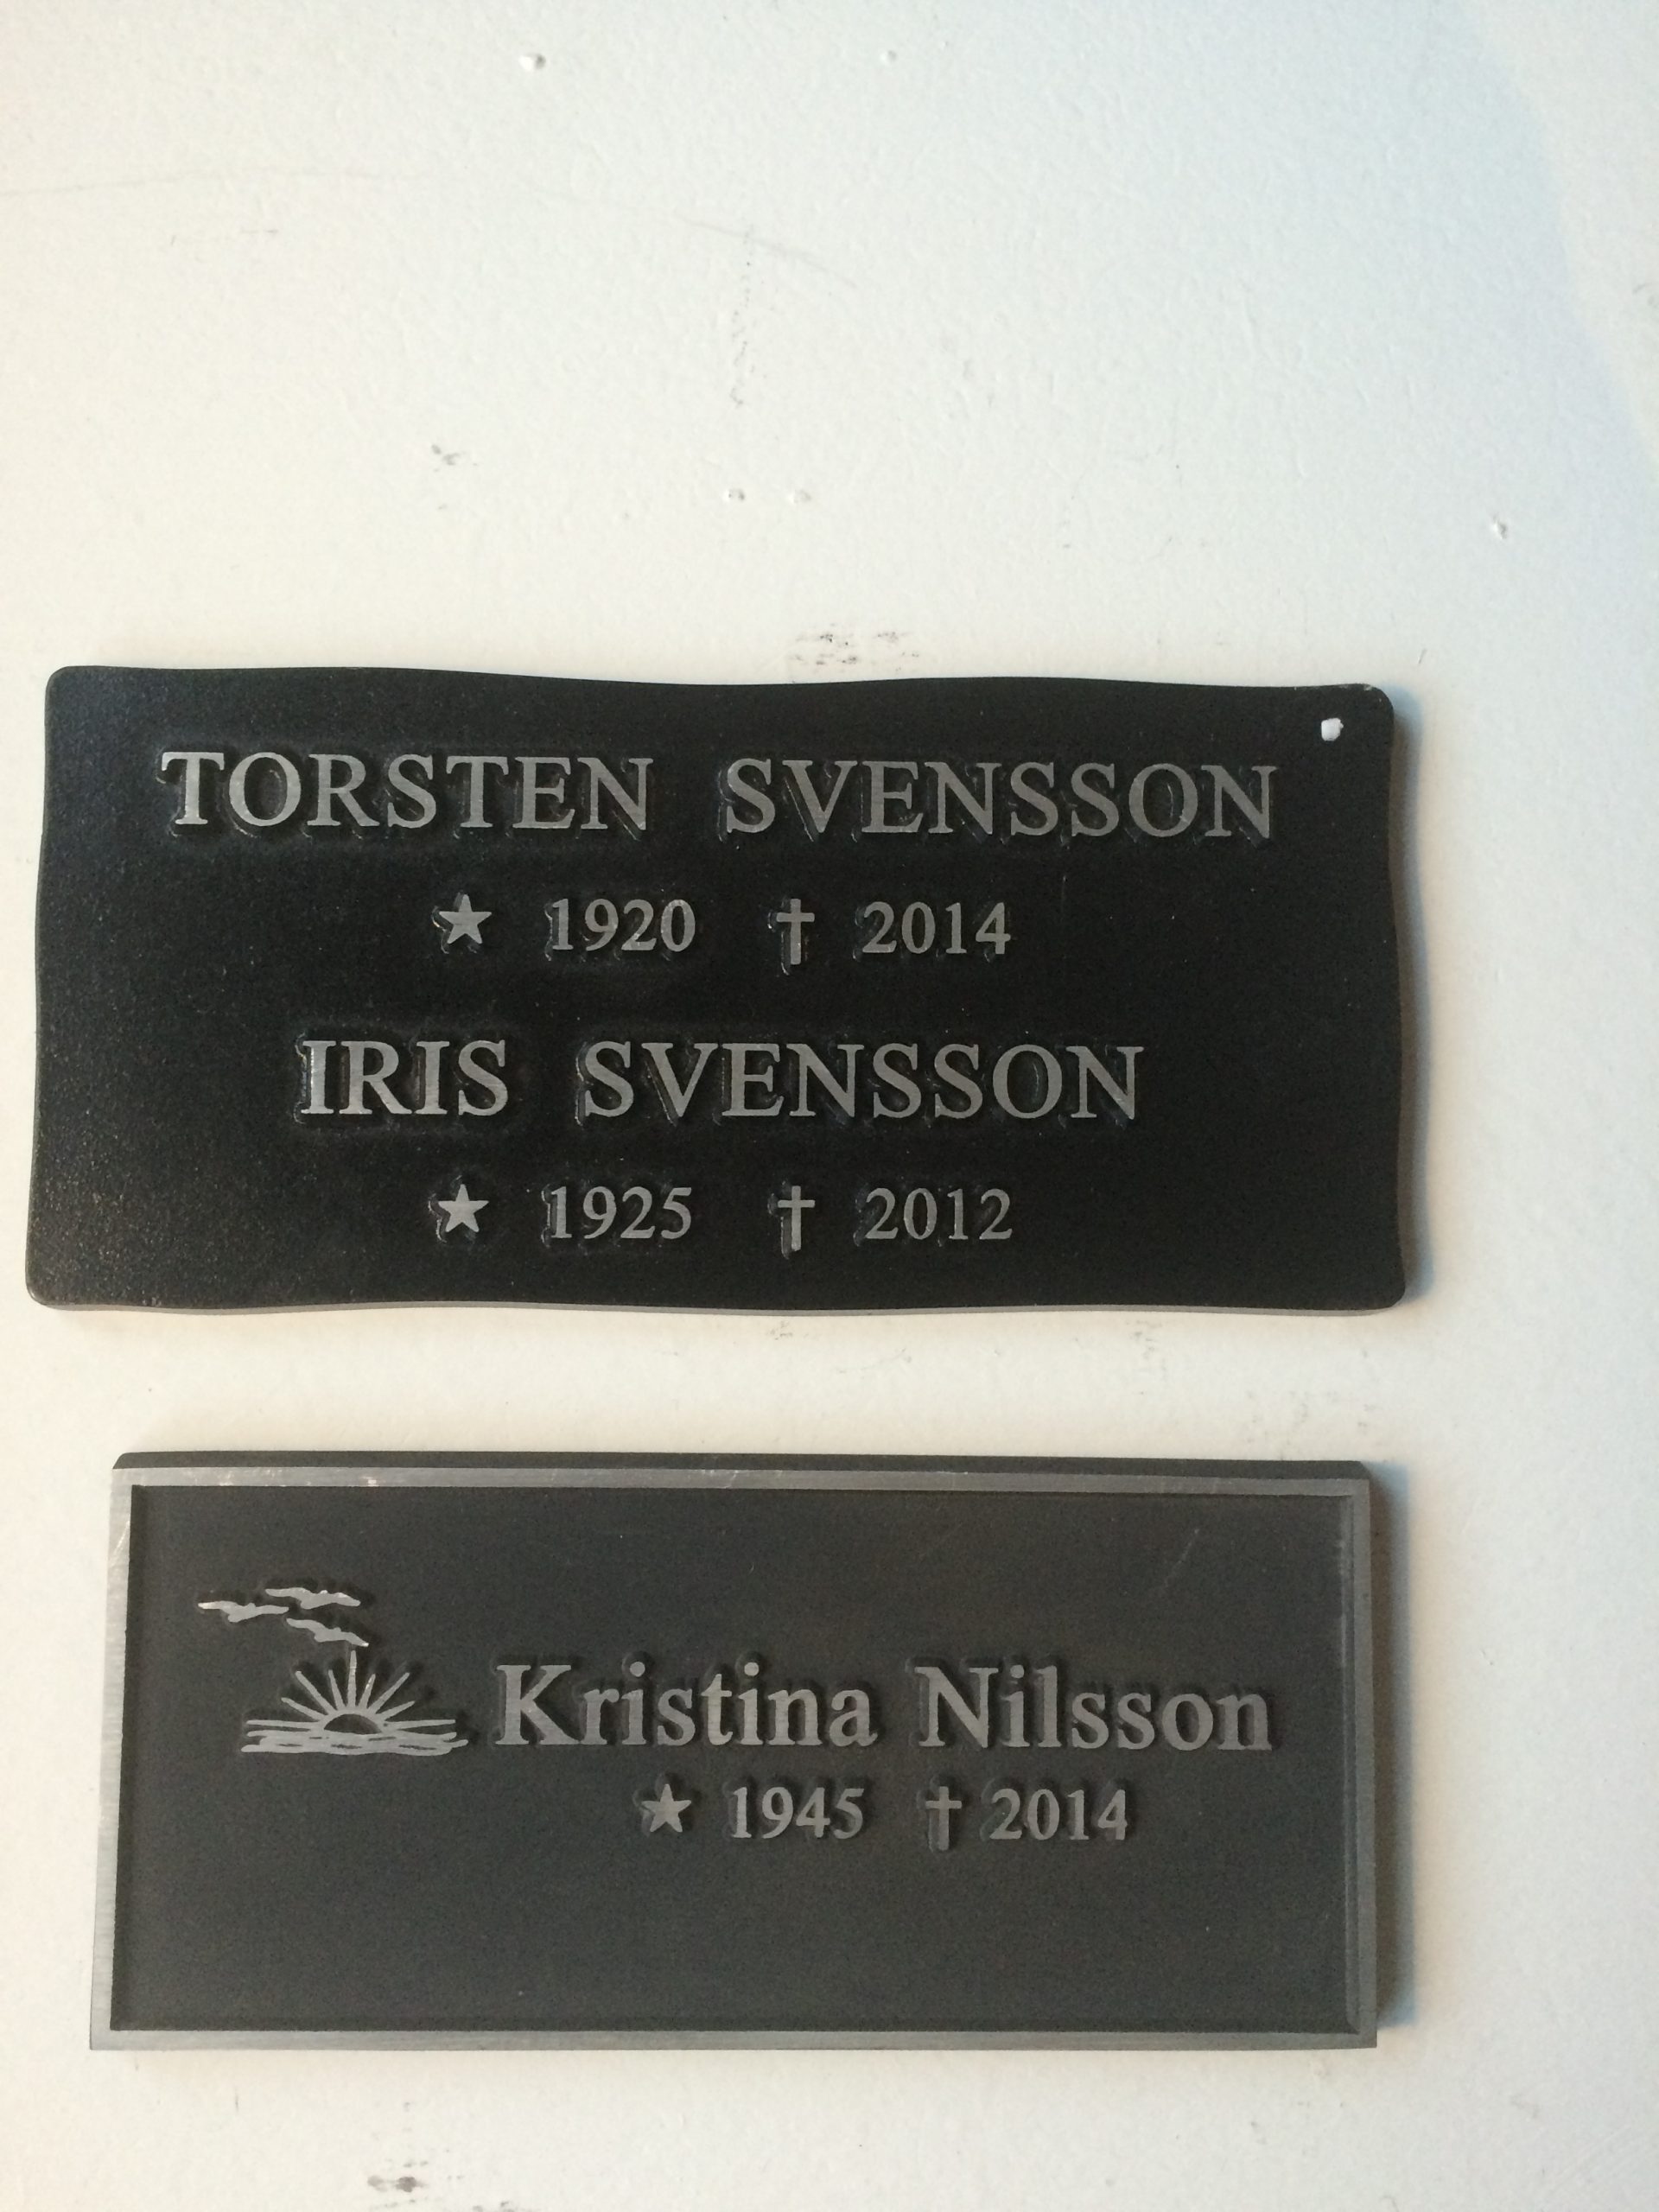 TORSTEN SVENSSON
★ 1920 † 2014
IRIS SVENSSON
★ 1925 † 2012
Kristina Nilsson
★ 1945 † 2014